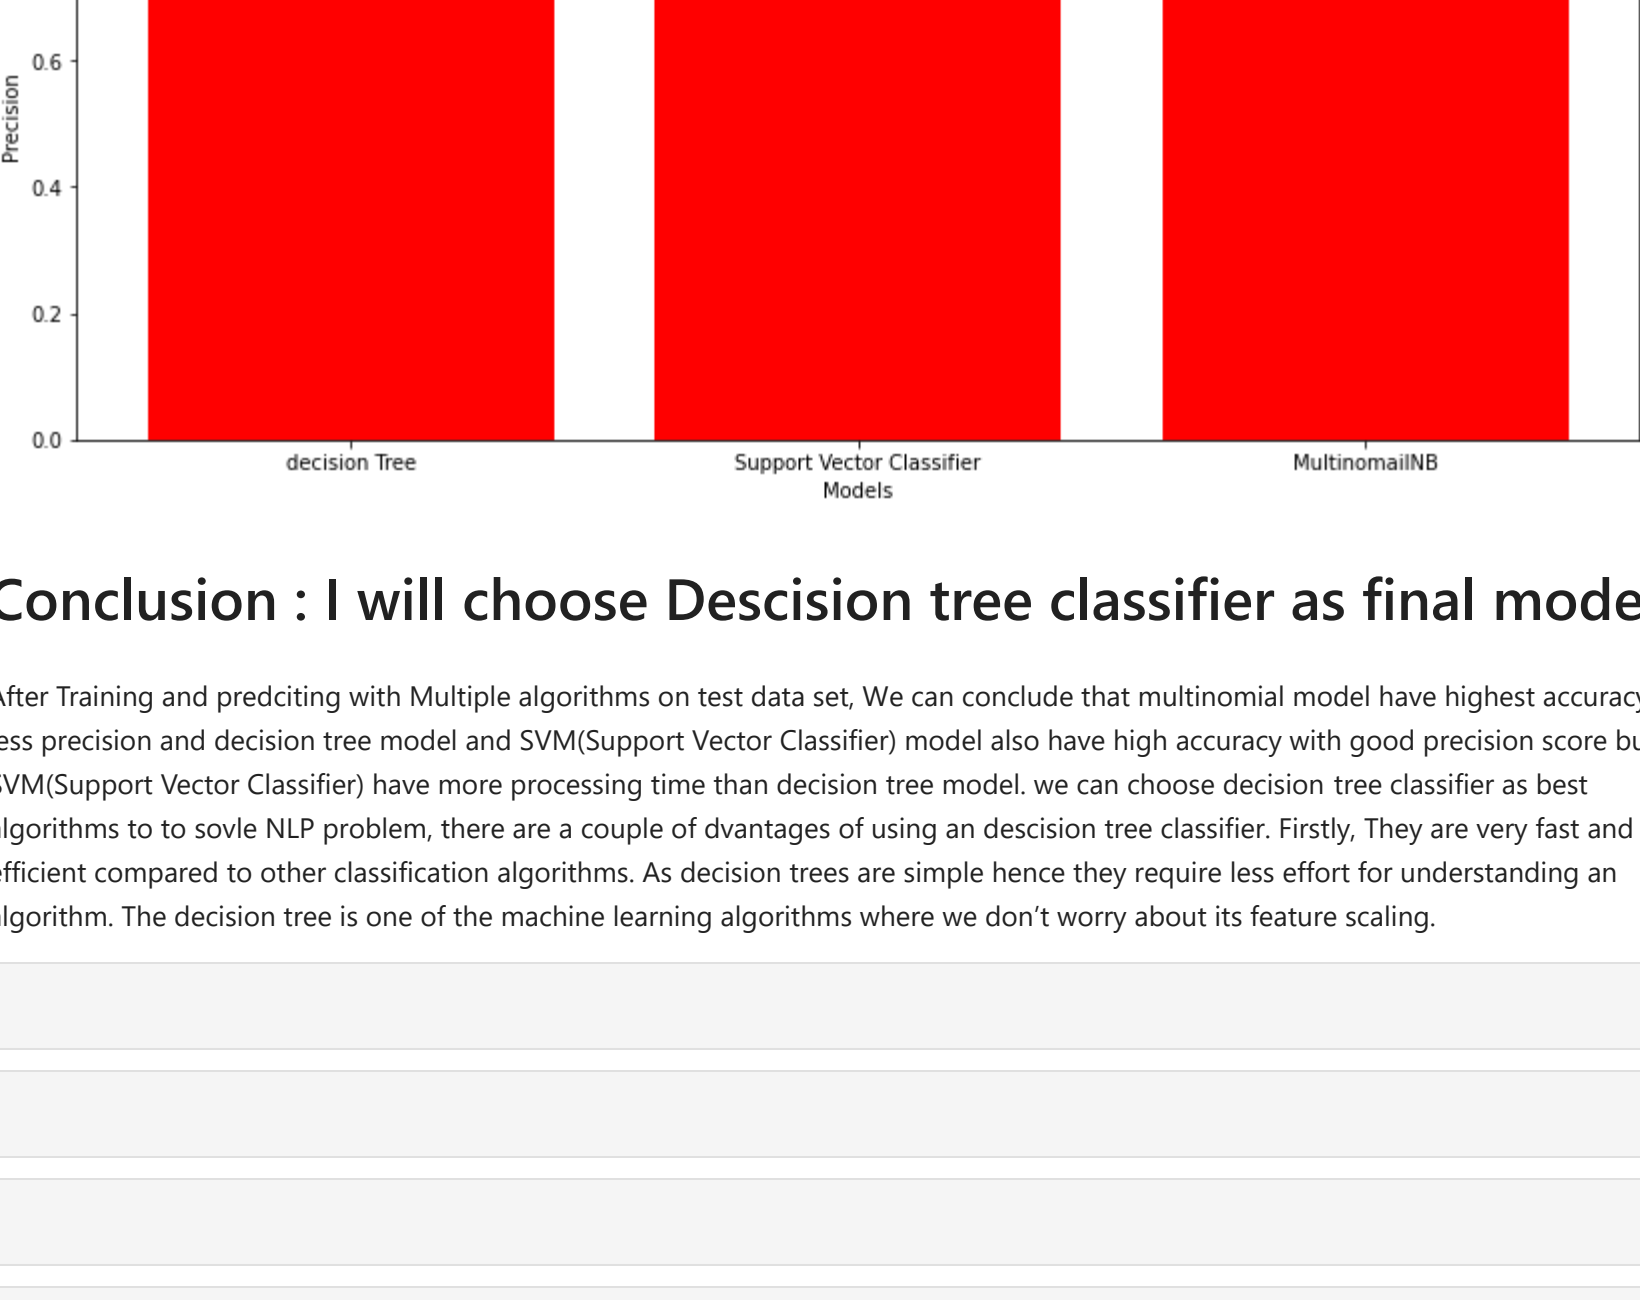 0.6
Precision
0.4
0.2
0.0
decision Tree Support Vector Classifier MultinomailNB
Models
Conclusion : I will choose Descision tree classifier as final mode
After Training and predciting with Multiple algorithms on test data set, We can conclude that multinomial model have highest accuracy
ess precision and decision tree model and SVM(Support Vector Classifier) model also have high accuracy with good precision score bu
SVM(Support Vector Classifier) have more processing time than decision tree model. we can choose decision tree classifier as best
algorithms to to sovle NLP problem, there are a couple of dvantages of using an descision tree classifier. Firstly, They are very fast and
efficient compared to other classification algorithms. As decision trees are simple hence they require less effort for understanding an
algorithm. The decision tree is one of the machine learning algorithms where we don’t worry about its feature scaling.